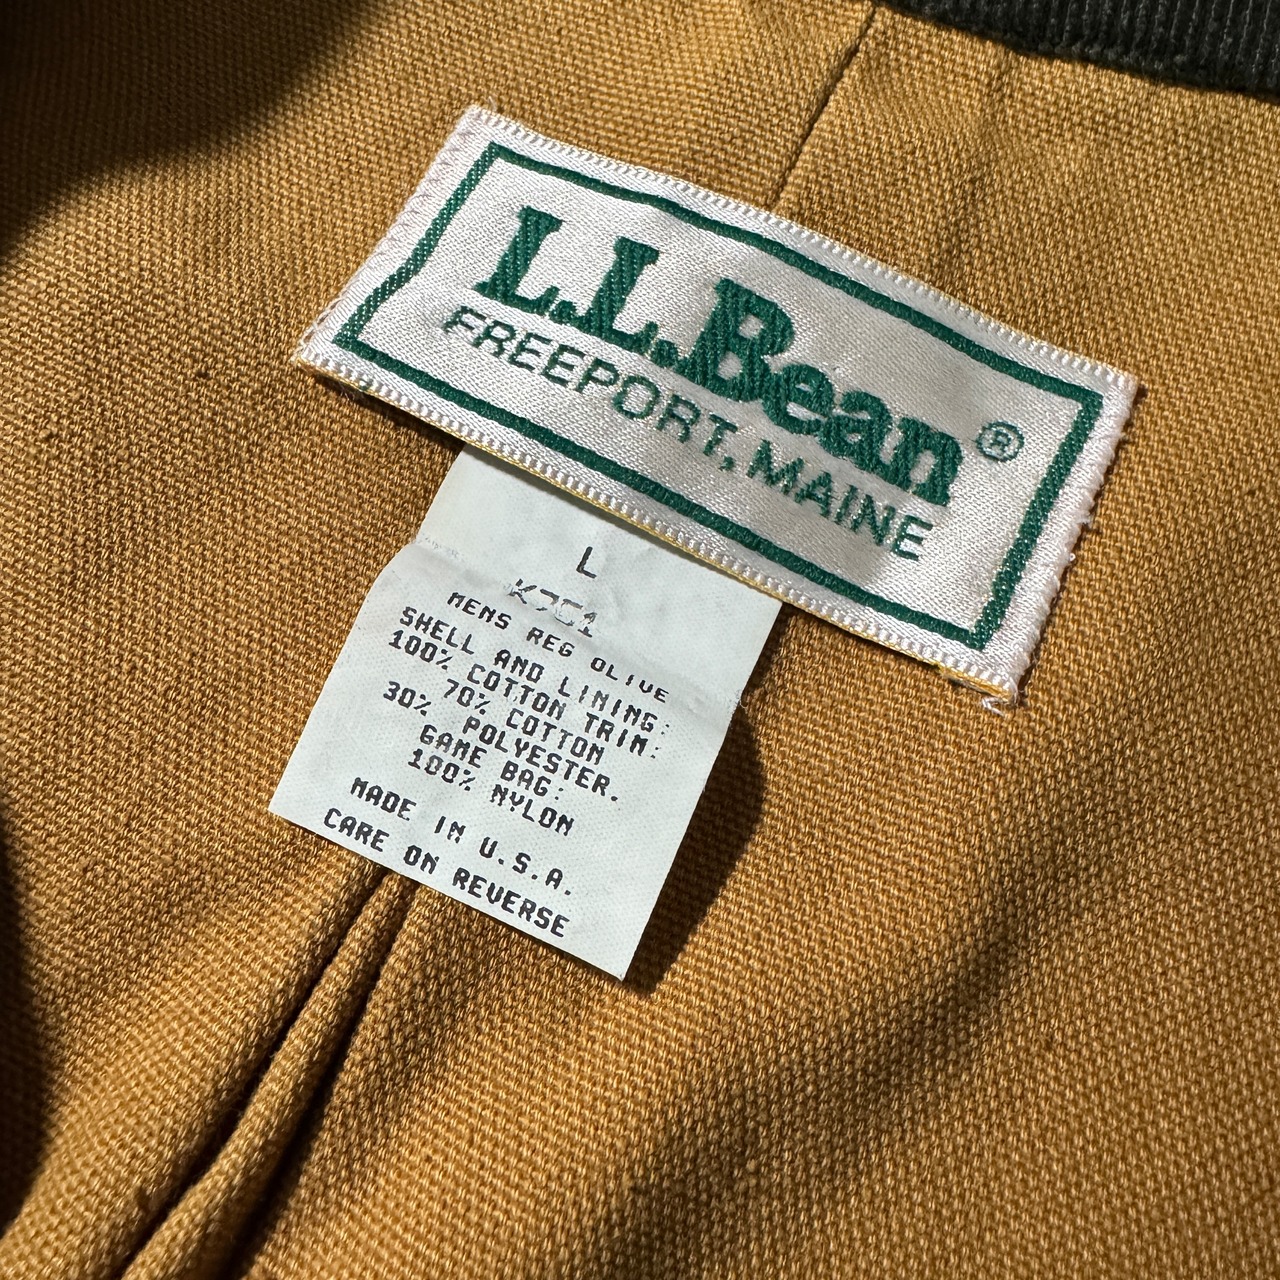 L.L.Bean®
FREEPORT, MAINE
L
MENS REG OLIVE
SHELL AND LINING:
100% COTTON TRIM:
70% COTTON
30% POLYESTER.
GAME BAG:
100% NYLON
MADE IN U.S.A.
CARE ON REVERSE